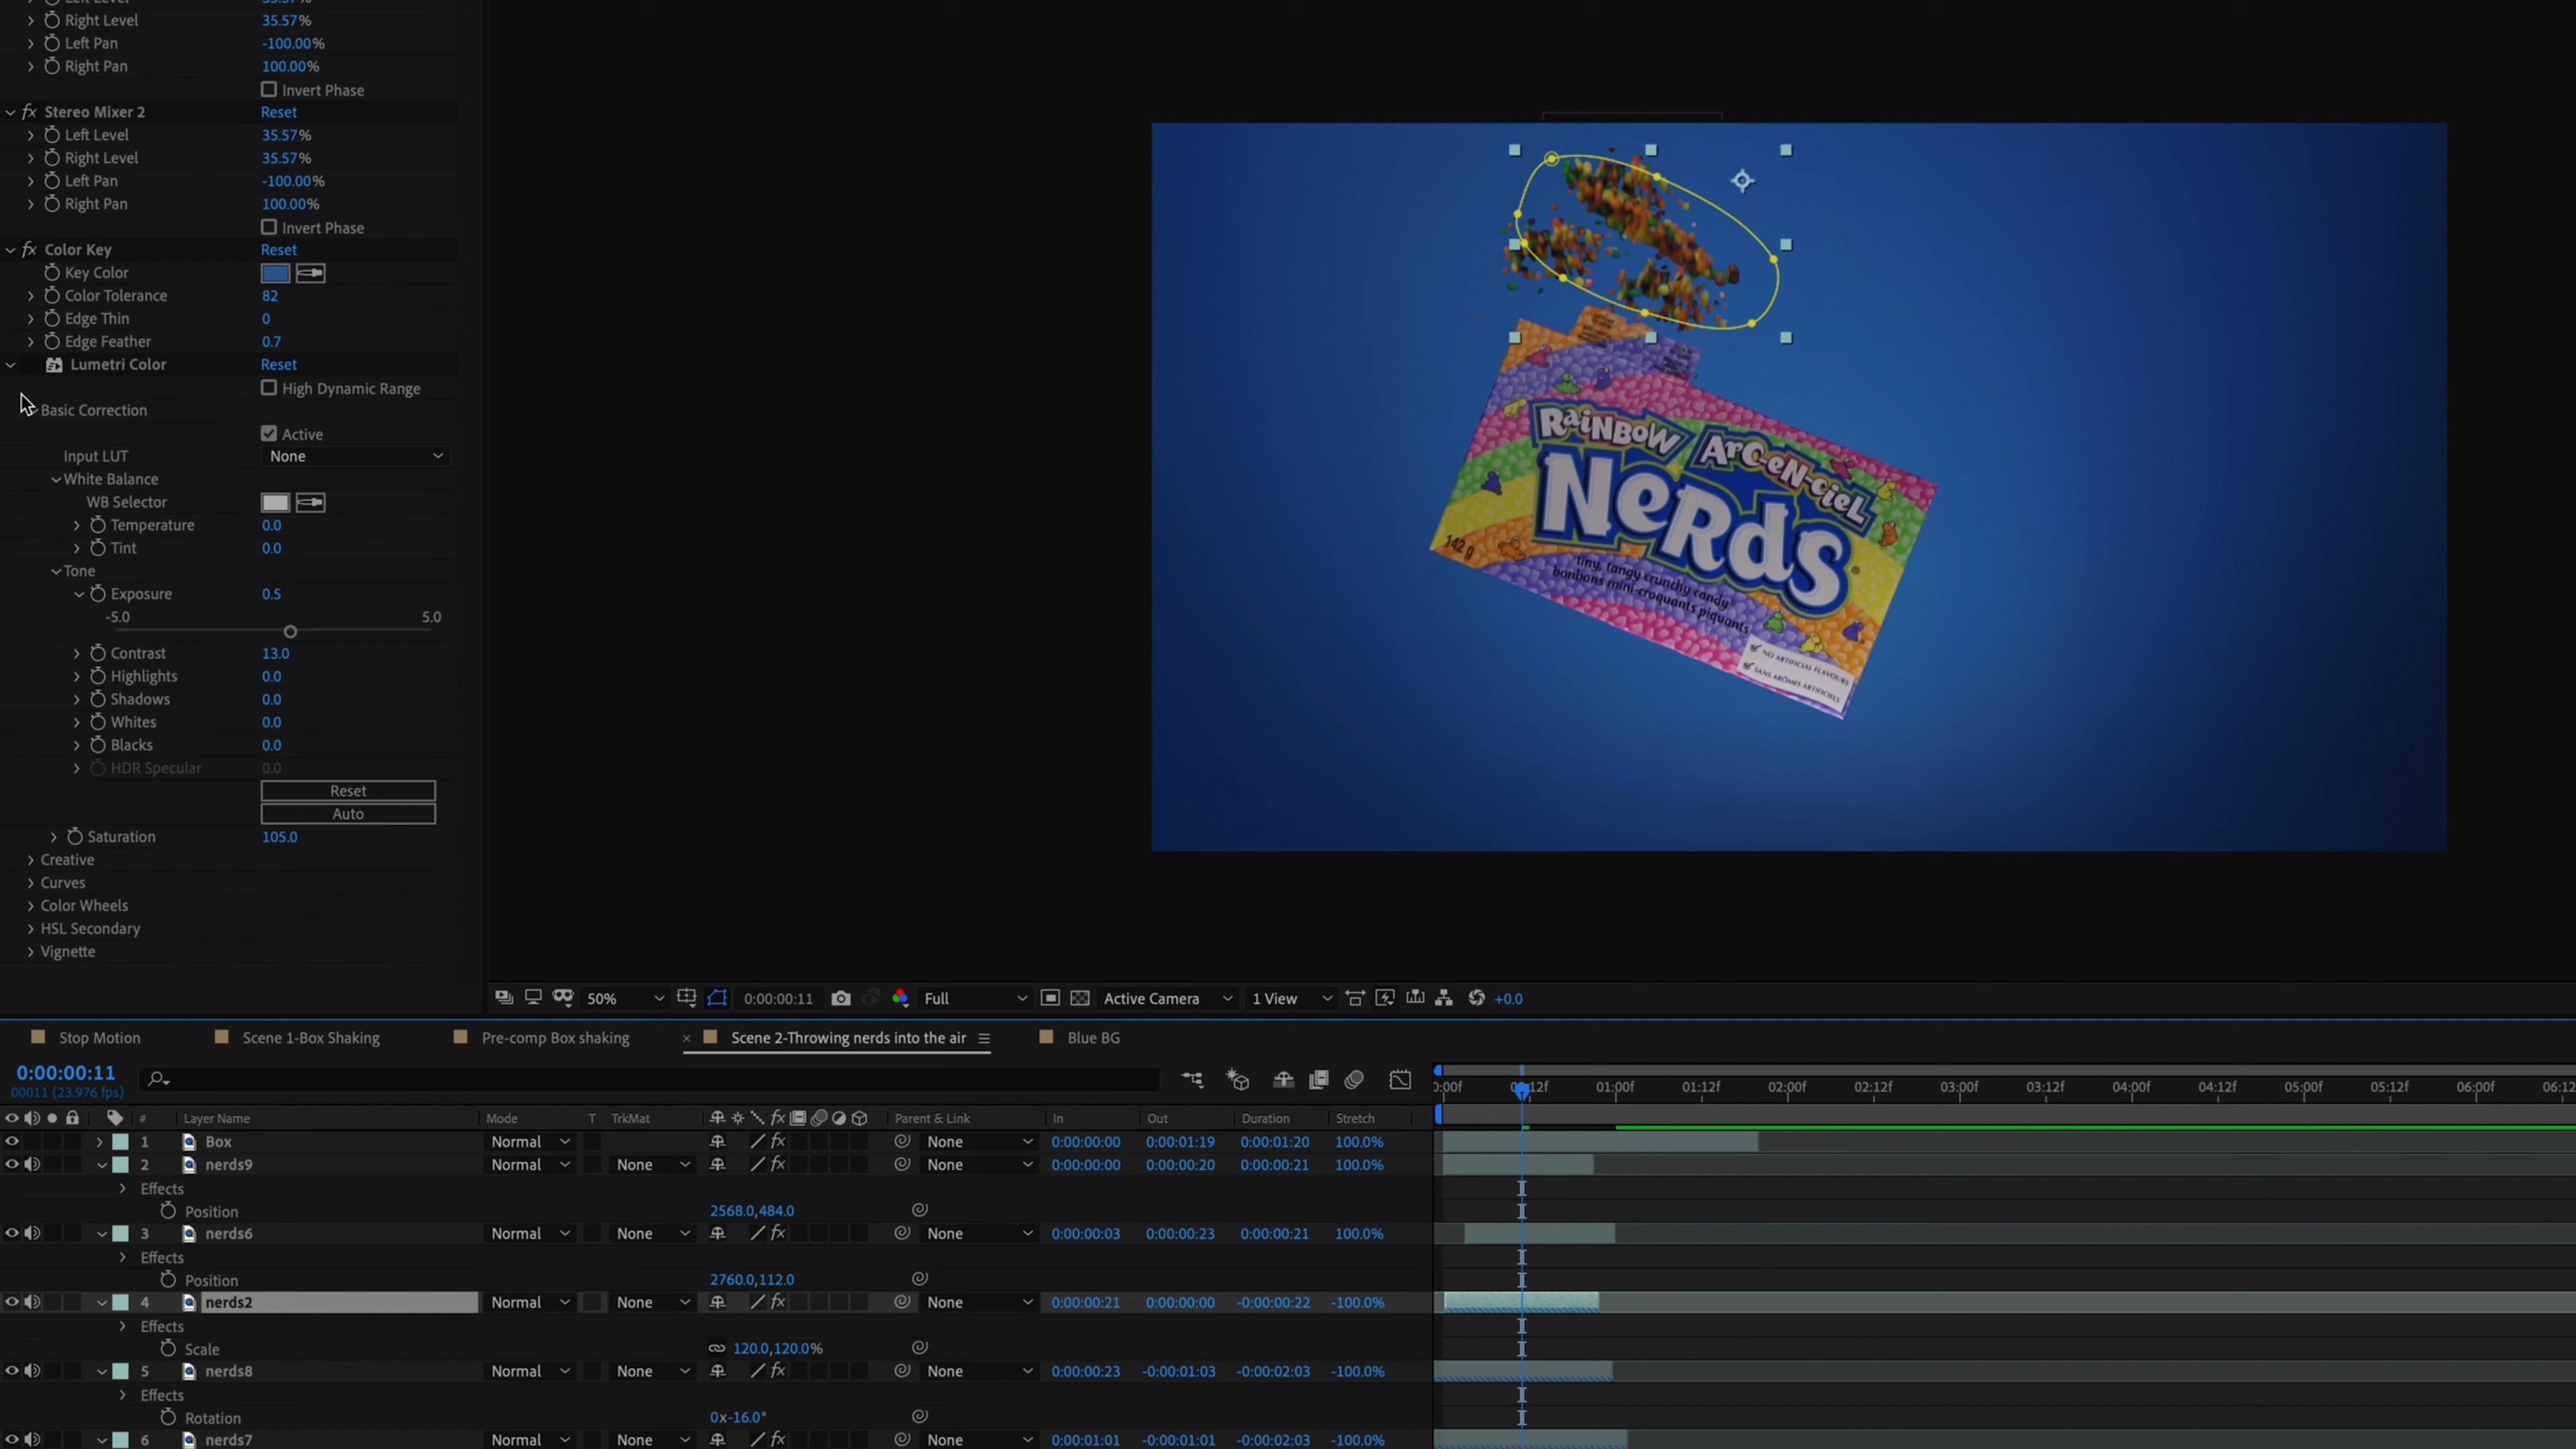 35.57%
Right Level 35.57%
Left Pan -100.00%
Right Pan 100.00%
Invert Phase
fx Stereo Mixer 2 Reset
Left Level 35.57%
Right Level 35.57%
Left Pan -100.00%
Right Pan 100.00%
Invert Phase
fx Color Key Reset
Key Color
Color Tolerance 82
Edge Thin 0
Edge Feather 0.7
Lumetri Color Reset
High Dynamic Range
Basic Correction
Active
Input LUT None
White Balance
WB Selector
Temperature 0.0
Tint 0.0
Tone
Exposure 0.5
-5.0 5.0
Contrast 13.0
Highlights 0.0
Shadows 0.0
Whites 0.0
Blacks 0.0
HDR Specular 0.0
Reset
Auto
Saturation 105.0
Creative
Curves
Color Wheels
HSL Secondary
Vignette
RaiNBoW ArC-eN-cieL
NeRdS ®
142 g
tiny, tangy crunchy candy
bonbons mini-croquants piquants
NO ARTIFICIAL FLAVOURS
SANS ARÔMES ARTIFICIELS
50% 0:00:00:11 Full Active Camera 1 View +0.0
Stop Motion Scene 1-Box Shaking Pre-comp Box shaking × Scene 2-Throwing nerds into the air Blue BG
0:00:00:11
00011 (23.976 fps)
0:00f 00:12f 01:00f 01:12f 02:00f 02:12f 03:00f 03:12f 04:00f 04:12f 05:00f 05:12f 06:00f 06:12
# Layer Name Mode T TrkMat fx Parent & Link In Out Duration Stretch
1 Box Normal fx None 0:00:00:00 0:00:01:19 0:00:01:20 100.0%
2 nerds9 Normal None fx None 0:00:00:00 0:00:00:20 0:00:00:21 100.0%
Effects
Position 2568.0,484.0
3 nerds6 Normal None fx None 0:00:00:03 0:00:00:23 0:00:00:21 100.0%
Effects
Position 2760.0,112.0
4 nerds2 Normal None fx None 0:00:00:21 0:00:00:00 -0:00:00:22 -100.0%
Effects
Scale 120.0,120.0%
5 nerds8 Normal None fx None 0:00:00:23 -0:00:01:03 -0:00:02:03 -100.0%
Effects
Rotation 0x-16.0°
6 nerds7 Normal None fx None 0:00:01:01 -0:00:01:01 -0:00:02:03 -100.0%